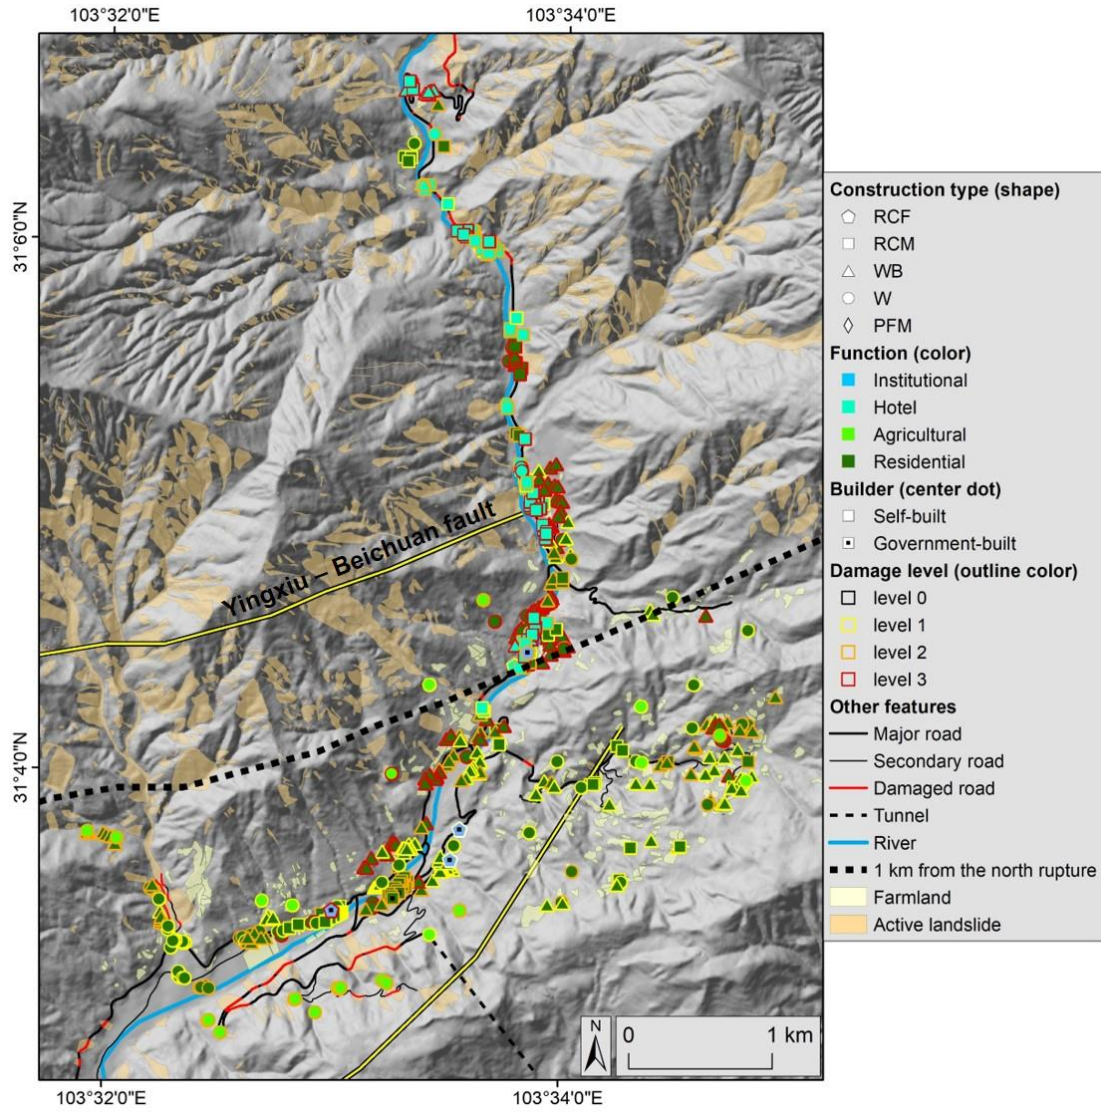 103°32'0"E
103°34'0"E
31°6'0"N
Yingxiu – Beichuan fault
31°4'0"N
N
0
1 km
103°32'0"E
103°34'0"E
Construction type (shape)
RCF
RCM
WB
W
PFM
Function (color)
Institutional
Hotel
Agricultural
Residential
Builder (center dot)
Self-built
Government-built
Damage level (outline color)
level 0
level 1
level 2
level 3
Other features
Major road
Secondary road
Damaged road
Tunnel
River
1 km from the north rupture
Farmland
Active landslide